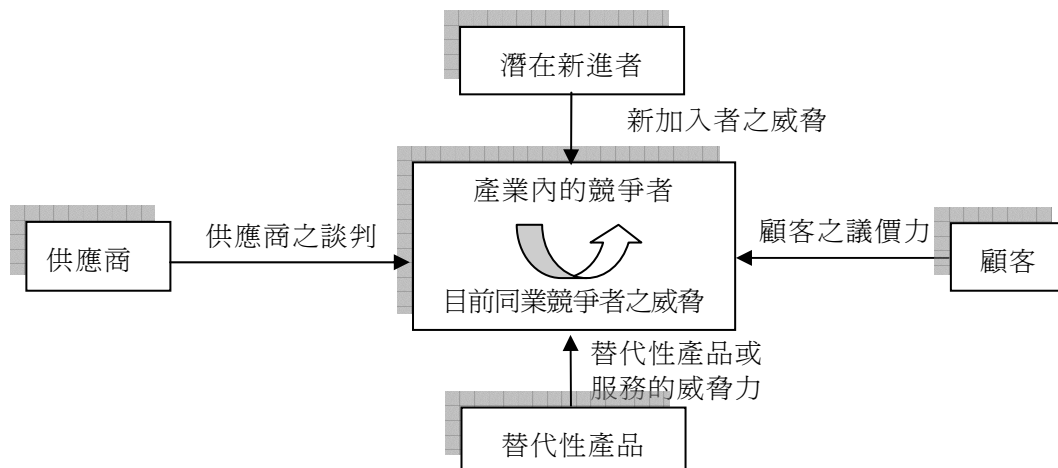 潛在新進者
新加入者之威脅
產業內的競爭者
供應商之談判
顧客之議價力
供應商
顧客
目前同業競爭者之威脅
替代性產品或
服務的威脅力
替代性產品